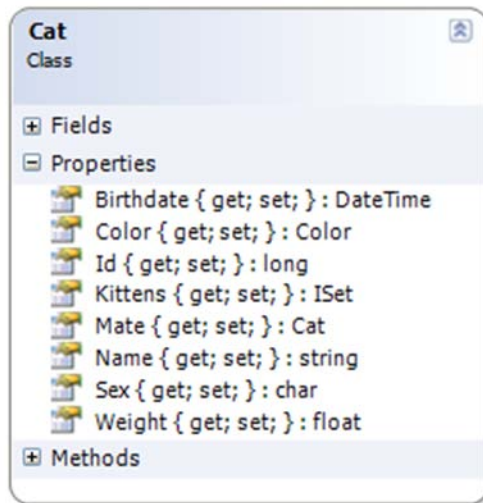 Cat
Class
Fields
Properties
Birthdate { get; set; } : DateTime
Color { get; set; } : Color
Id { get; set; } : long
Kittens { get; set; } : ISet
Mate { get; set; } : Cat
Name { get; set; } : string
Sex { get; set; } : char
Weight { get; set; } : float
Methods